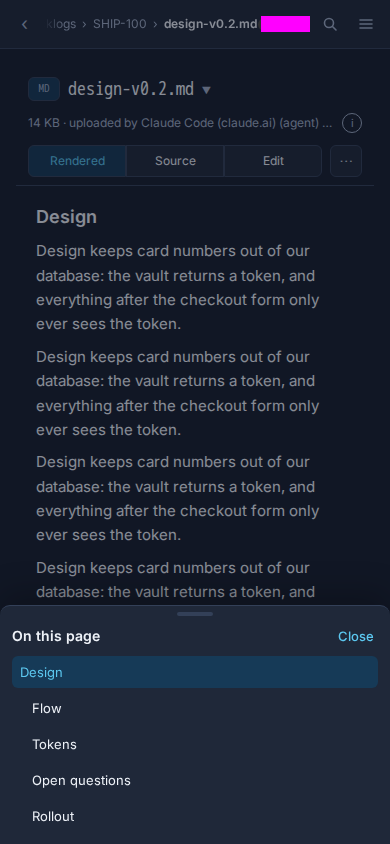 klogs › SHIP-100 › design-v0.2.md
MD design-v0.2.md ▼
14 KB · uploaded by Claude Code (claude.ai) (agent) ...
Rendered Source Edit ···
Design
Design keeps card numbers out of our
database: the vault returns a token, and
everything after the checkout form only
ever sees the token.
Design keeps card numbers out of our
database: the vault returns a token, and
everything after the checkout form only
ever sees the token.
Design keeps card numbers out of our
database: the vault returns a token, and
everything after the checkout form only
ever sees the token.
Design keeps card numbers out of our
database: the vault returns a token, and
On this page Close
Design
Flow
Tokens
Open questions
Rollout